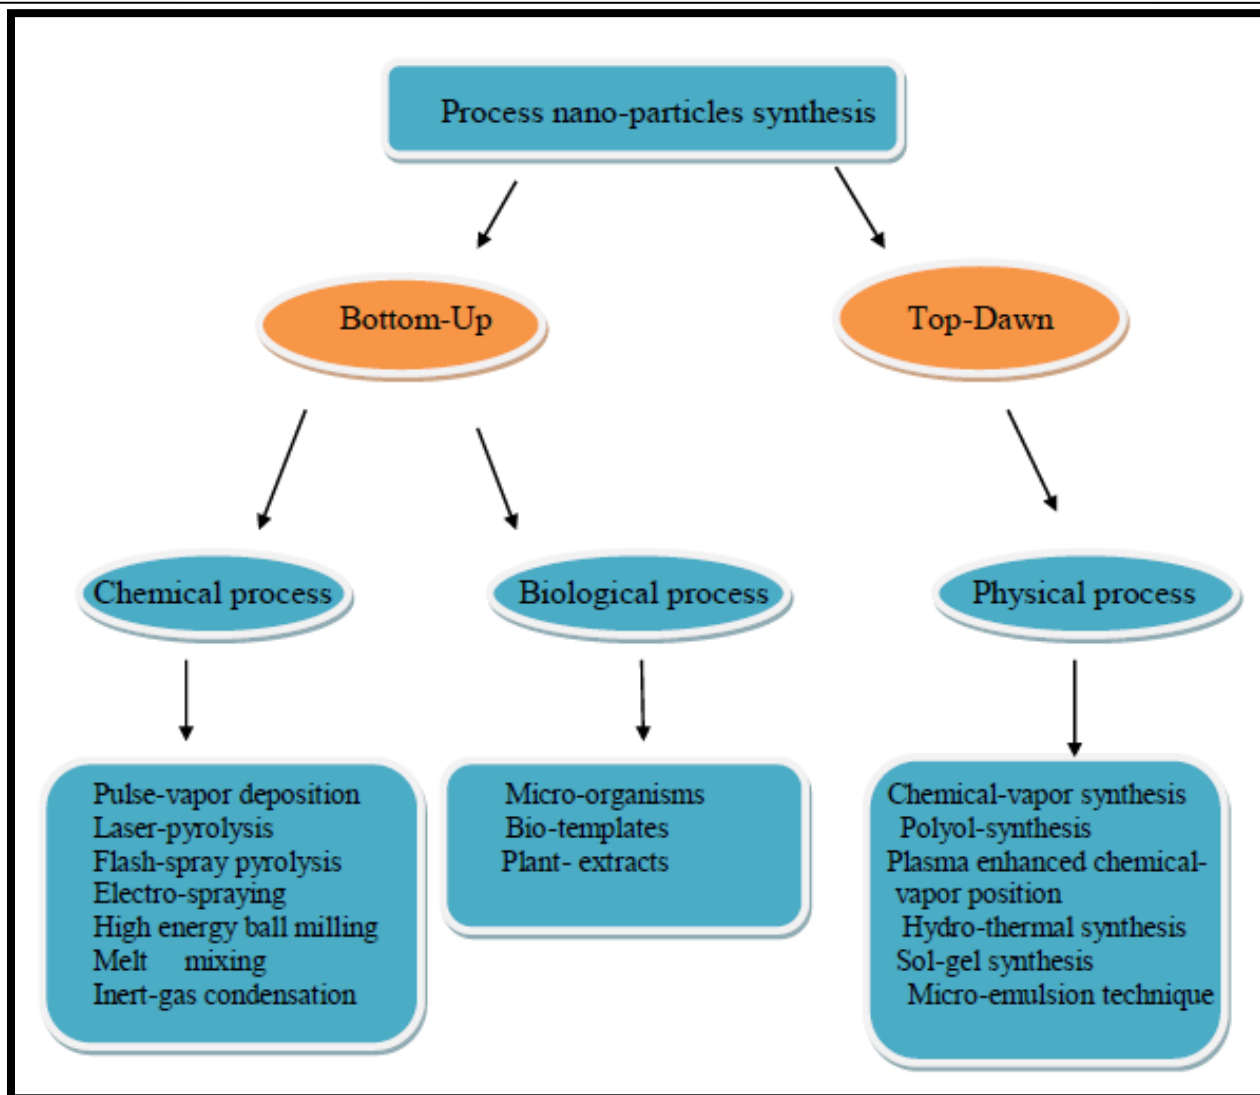 Process nano-particles synthesis
Bottom-Up
Top-Dawn
Chemical process
Biological process
Physical process
Pulse-vapor deposition
Laser-pyrolysis
Flash-spray pyrolysis
Electro-spraying
High energy ball milling
Melt mixing
Inert-gas condensation
Micro-organisms
Bio-templates
Plant- extracts
Chemical-vapor synthesis
Polyol-synthesis
Plasma enhanced chemical-
vapor position
Hydro-thermal synthesis
Sol-gel synthesis
Micro-emulsion technique